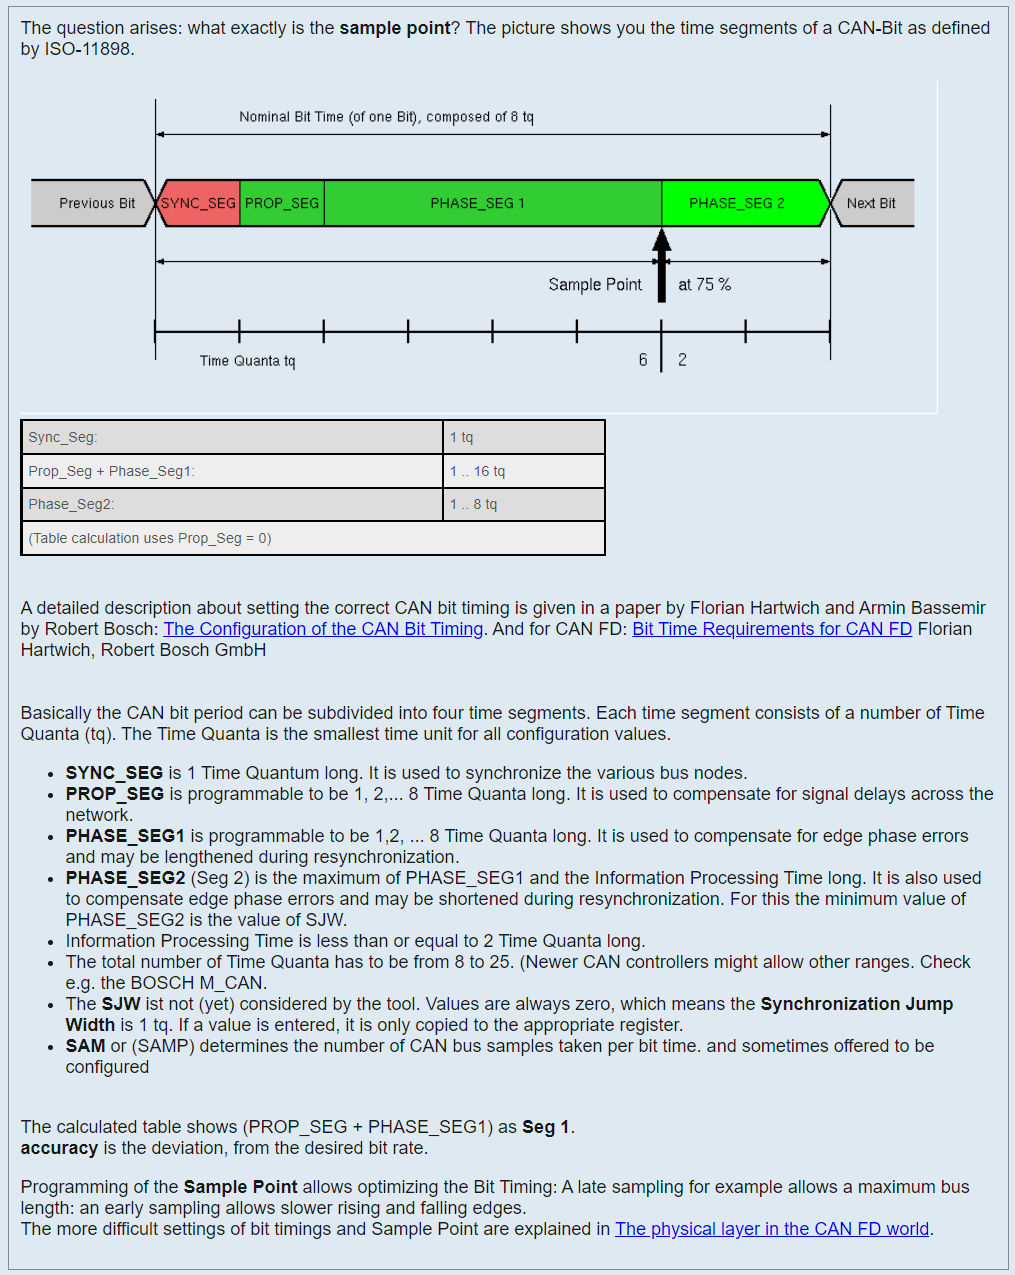 The question arises: what exactly is the sample point? The picture shows you the time segments of a CAN-Bit as defined
by ISO-11898.
Nominal Bit Time (of one Bit), composed of 8 tq
Previous Bit
SYNC_SEG
PROP_SEG
PHASE_SEG 1
PHASE_SEG 2
Next Bit
Sample Point
at 75 %
Time Quanta tq
6
2
Sync_Seg:
1 tq
Prop_Seg + Phase_Seg1:
1 .. 16 tq
Phase_Seg2:
1 .. 8 tq
(Table calculation uses Prop_Seg = 0)
A detailed description about setting the correct CAN bit timing is given in a paper by Florian Hartwich and Armin Bassemir
by Robert Bosch: The Configuration of the CAN Bit Timing. And for CAN FD: Bit Time Requirements for CAN FD Florian
Hartwich, Robert Bosch GmbH
Basically the CAN bit period can be subdivided into four time segments. Each time segment consists of a number of Time
Quanta (tq). The Time Quanta is the smallest time unit for all configuration values.
• SYNC_SEG is 1 Time Quantum long. It is used to synchronize the various bus nodes.
• PROP_SEG is programmable to be 1, 2,... 8 Time Quanta long. It is used to compensate for signal delays across the
network.
• PHASE_SEG1 is programmable to be 1,2, ... 8 Time Quanta long. It is used to compensate for edge phase errors
and may be lengthened during resynchronization.
• PHASE_SEG2 (Seg 2) is the maximum of PHASE_SEG1 and the Information Processing Time long. It is also used
to compensate edge phase errors and may be shortened during resynchronization. For this the minimum value of
PHASE_SEG2 is the value of SJW.
• Information Processing Time is less than or equal to 2 Time Quanta long.
• The total number of Time Quanta has to be from 8 to 25. (Newer CAN controllers might allow other ranges. Check
e.g. the BOSCH M_CAN.
• The SJW ist not (yet) considered by the tool. Values are always zero, which means the Synchronization Jump
Width is 1 tq. If a value is entered, it is only copied to the appropriate register.
• SAM or (SAMP) determines the number of CAN bus samples taken per bit time. and sometimes offered to be
configured
The calculated table shows (PROP_SEG + PHASE_SEG1) as Seg 1.
accuracy is the deviation, from the desired bit rate.
Programming of the Sample Point allows optimizing the Bit Timing: A late sampling for example allows a maximum bus
length: an early sampling allows slower rising and falling edges.
The more difficult settings of bit timings and Sample Point are explained in The physical layer in the CAN FD world.